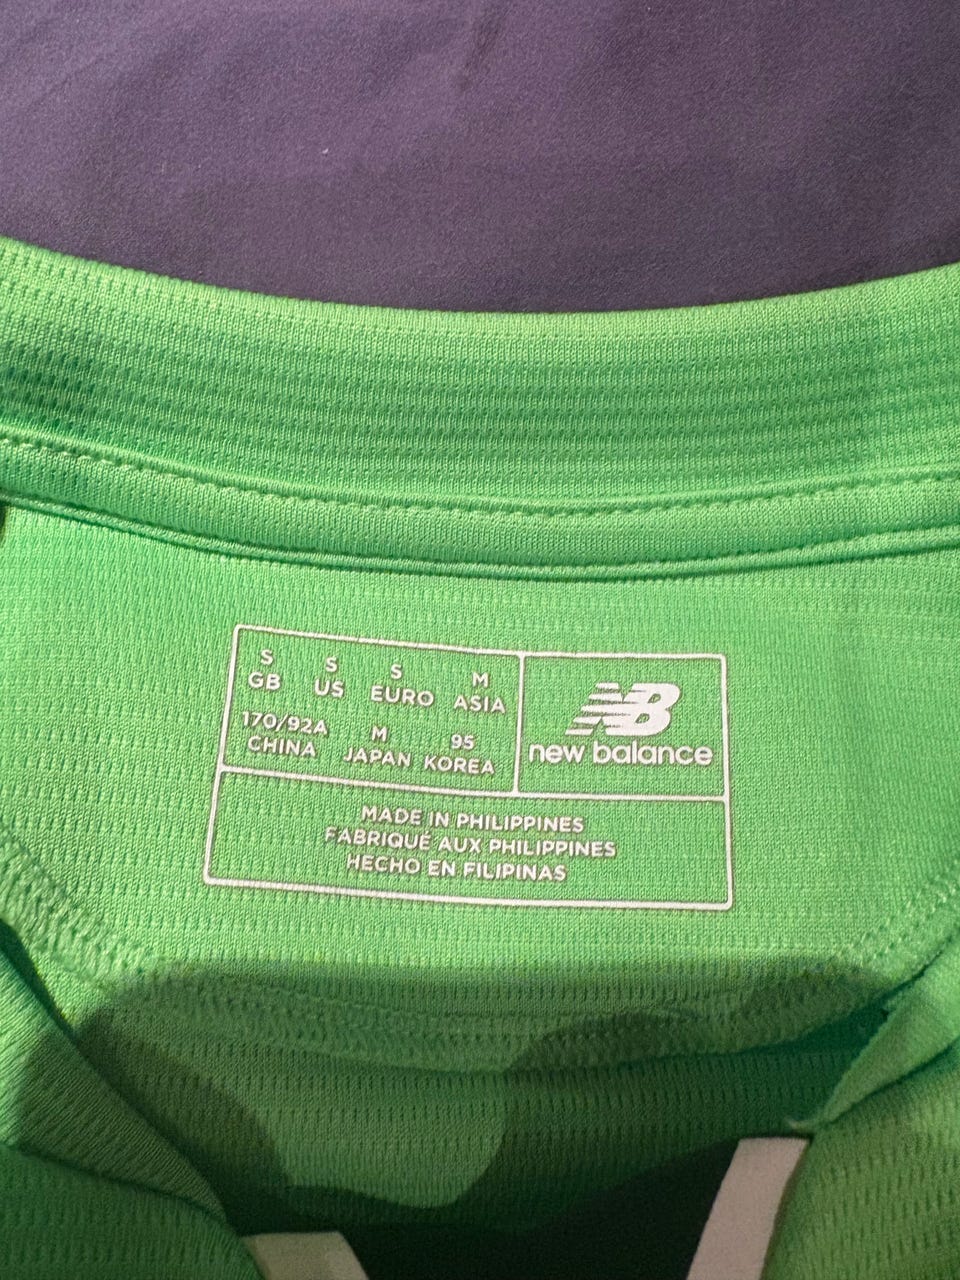 S S S M
GB US EURO ASIA
170/92A M 95
CHINA JAPAN KOREA
NB
new balance
MADE IN PHILIPPINES
FABRIQUÉ AUX PHILIPPINES
HECHO EN FILIPINAS